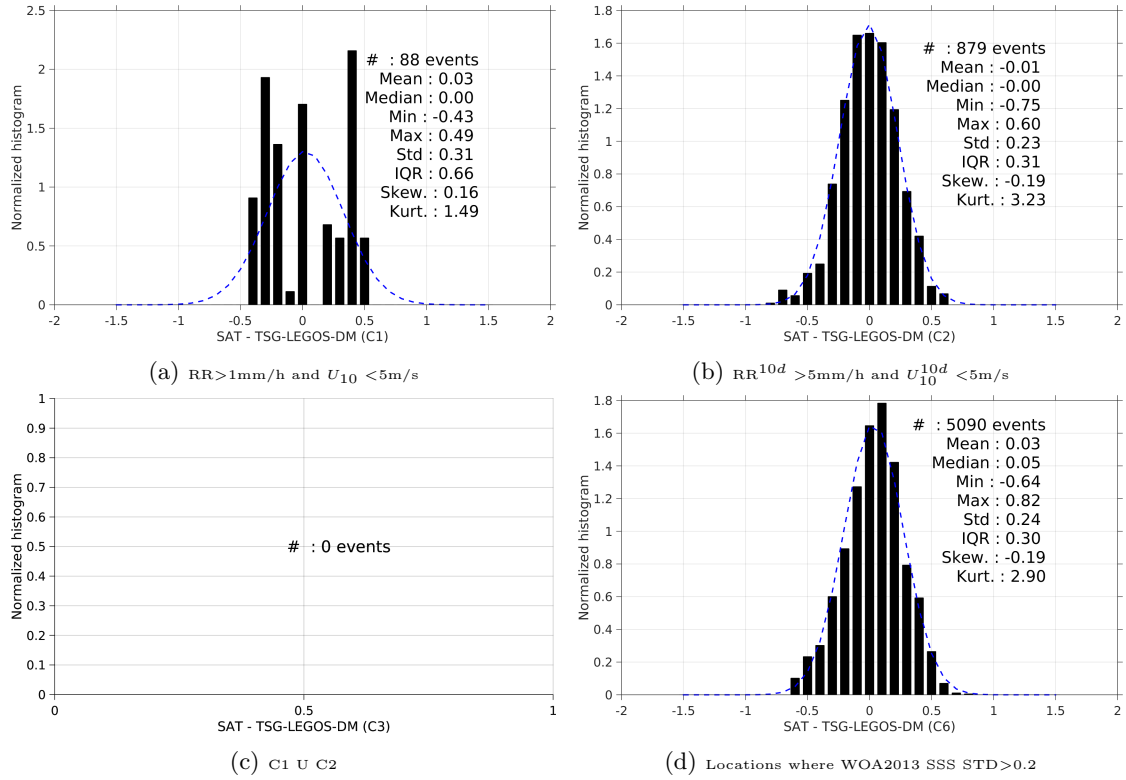 2.5
2
1.5
1
0.5
0
-2
-1.5
-1
-0.5
0
0.5
1
1.5
2
Normalized histogram
SAT - TSG-LEGOS-DM (C1)
# : 88 events
Mean : 0.03
Median : 0.00
Min : -0.43
Max : 0.49
Std : 0.31
IQR : 0.66
Skew. : 0.16
Kurt. : 1.49
(a) RR>1mm/h and U10 <5m/s
1.8
1.6
1.4
1.2
1
0.8
0.6
0.4
0.2
0
-2
-1.5
-1
-0.5
0
0.5
1
1.5
2
Normalized histogram
SAT - TSG-LEGOS-DM (C2)
# : 879 events
Mean : -0.01
Median : -0.00
Min : -0.75
Max : 0.60
Std : 0.23
IQR : 0.31
Skew. : -0.19
Kurt. : 3.23
(b) RR^10d >5mm/h and U10^10d <5m/s
1
0.9
0.8
0.7
0.6
0.5
0.4
0.3
0.2
0.1
0
0
0.5
1
Normalized histogram
SAT - TSG-LEGOS-DM (C3)
# : 0 events
(c) C1 U C2
1.8
1.6
1.4
1.2
1
0.8
0.6
0.4
0.2
0
-2
-1.5
-1
-0.5
0
0.5
1
1.5
2
Normalized histogram
SAT - TSG-LEGOS-DM (C6)
# : 5090 events
Mean : 0.03
Median : 0.05
Min : -0.64
Max : 0.82
Std : 0.24
IQR : 0.30
Skew. : -0.19
Kurt. : 2.90
(d) Locations where WOA2013 SSS STD>0.2